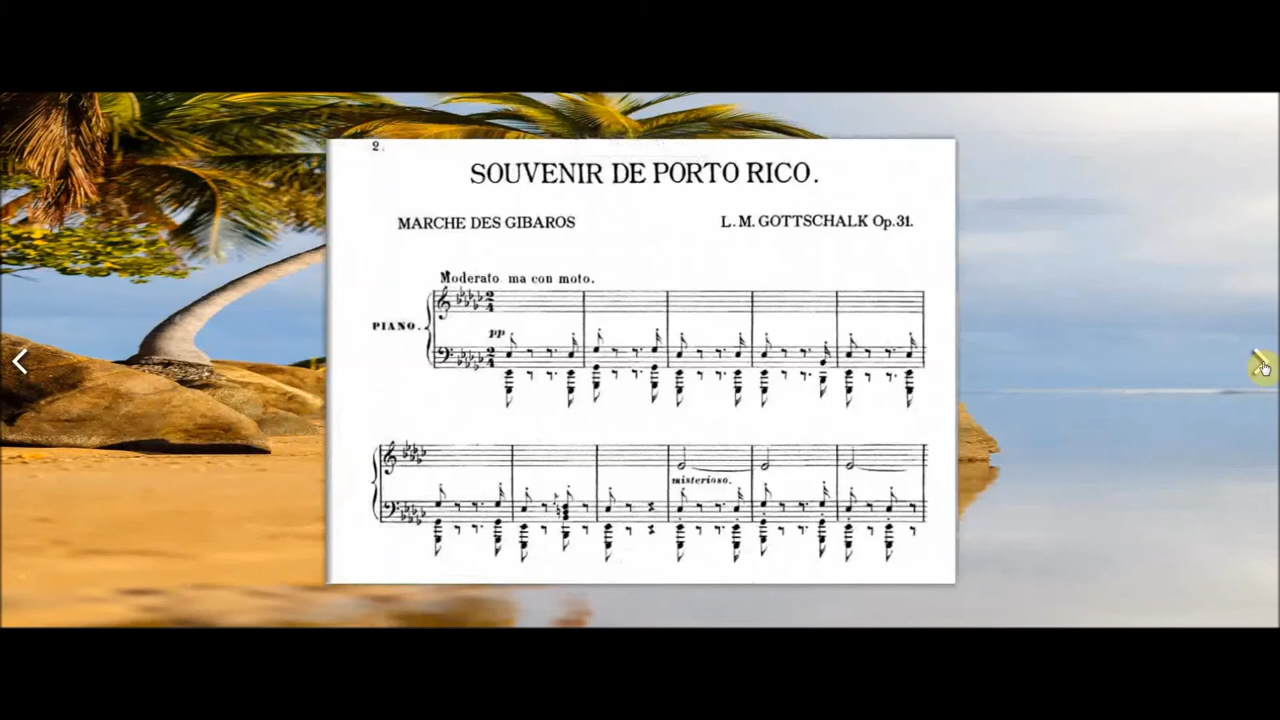 2.
SOUVENIR DE PORTO RICO.
MARCHE DES GIBAROS
L. M. GOTTSCHALK Op. 31.
Moderato ma con moto.
PIANO.
pp
misterioso.